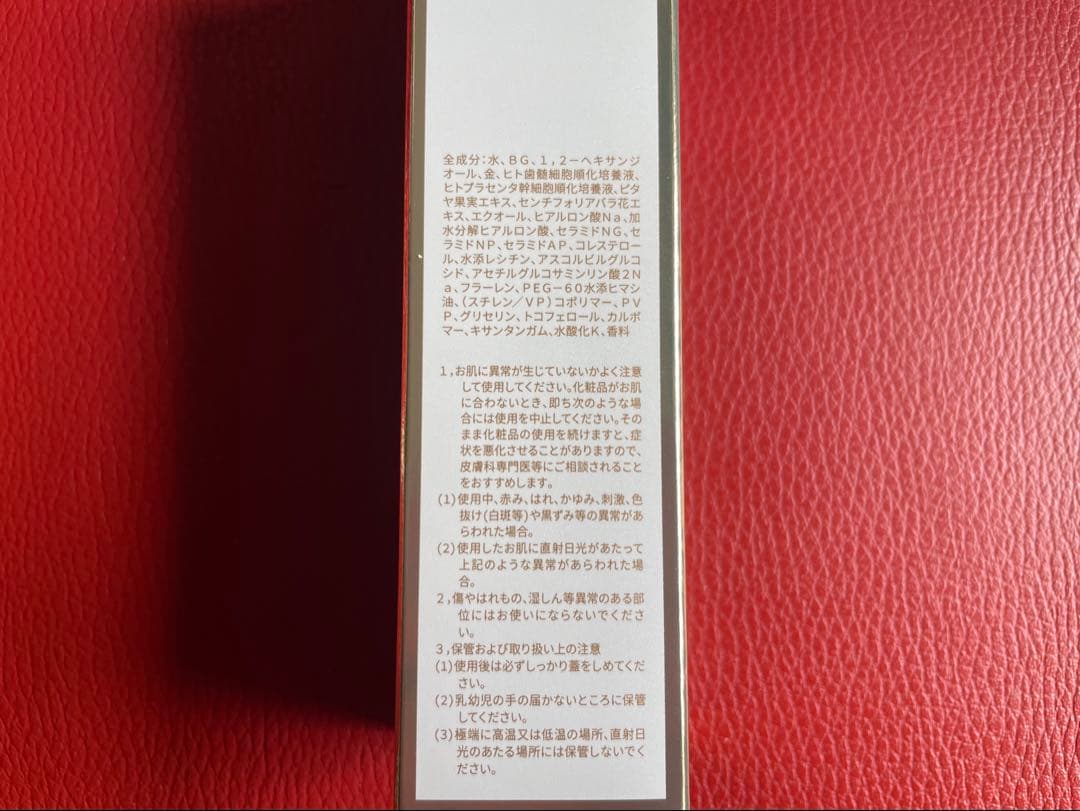 全成分:水、BG、1,2-ヘキサンジ
オール、金、ヒト歯髄細胞順化培養液、
ヒトプラセンタ幹細胞順化培養液、ピタ
ヤ果実エキス、センチフォリアバラ花エ
キス、エクオール、ヒアルロン酸Na、加
水分解ヒアルロン酸、セラミドNG、セ
ラミドNP、セラミドAP、コレステロー
ル、水添レシチン、アスコルビルグルコ
シド、アセチルグルコサミンリン酸2N
a、フラーレン、PEG-60水添ヒマシ
油、(スチレン/VP)コポリマー、PV
P、グリセリン、トコフェロール、カルボ
マー、キサンタンガム、水酸化K、香料
1,お肌に異常が生じていないかよく注意
して使用してください。化粧品がお肌
に合わないとき、即ち次のような場
合には使用を中止してください。その
まま化粧品の使用を続けますと、症
状を悪化させることがありますので、
皮膚科専門医等にご相談されること
をおすすめします。
(1)使用中、赤み、はれ、かゆみ、刺激、色
抜け(白斑等)や黒ずみ等の異常があ
らわれた場合。
(2)使用したお肌に直射日光があたって
上記のような異常があらわれた場
合。
2,傷やはれもの、湿しん等異常のある部
位にはお使いにならないでくださ
い。
3,保管および取り扱い上の注意
(1)使用後は必ずしっかり蓋をしめてくだ
さい。
(2)乳幼児の手の届かないところに保管
してください。
(3)極端に高温又は低温の場所、直射日
光のあたる場所には保管しないでく
ださい。